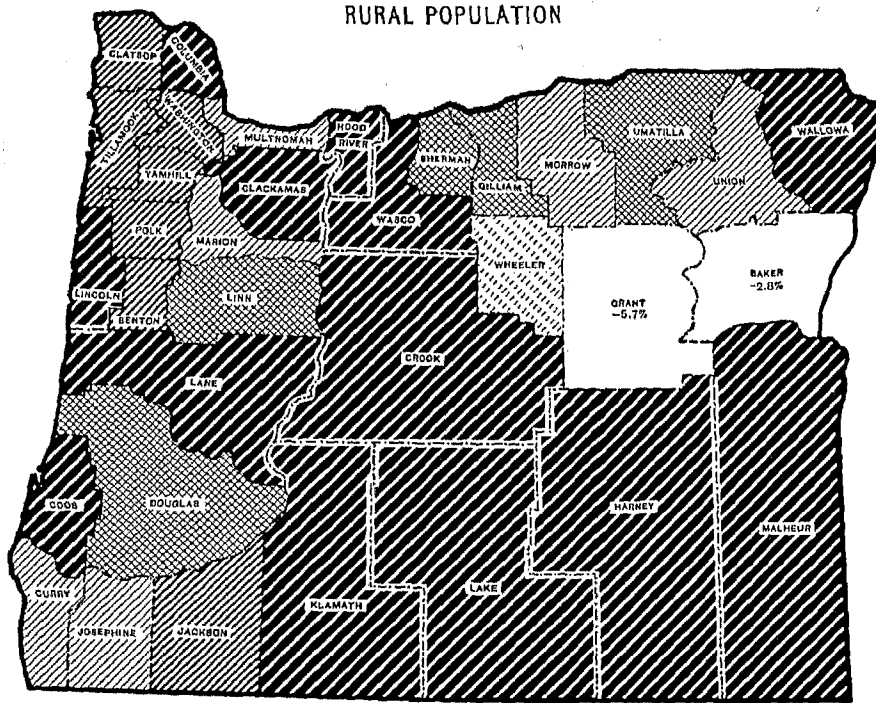 RURAL POPULATION
CLATSOP
COLUMBIA
TILLAMOOK
WASHINGTON
MULTNOMAH
HOOD
RIVER
YAMHILL
CLACKAMAS
WASCO
SHERMAN
GILLIAM
MORROW
UMATILLA
UNION
WALLOWA
POLK
MARION
LINCOLN
BENTON
LINN
WHEELER
GRANT
-5.7%
BAKER
-2.8%
CROOK
LANE
COOS
DOUGLAS
CURRY
JOSEPHINE
JACKSON
KLAMATH
LAKE
HARNEY
MALHEUR